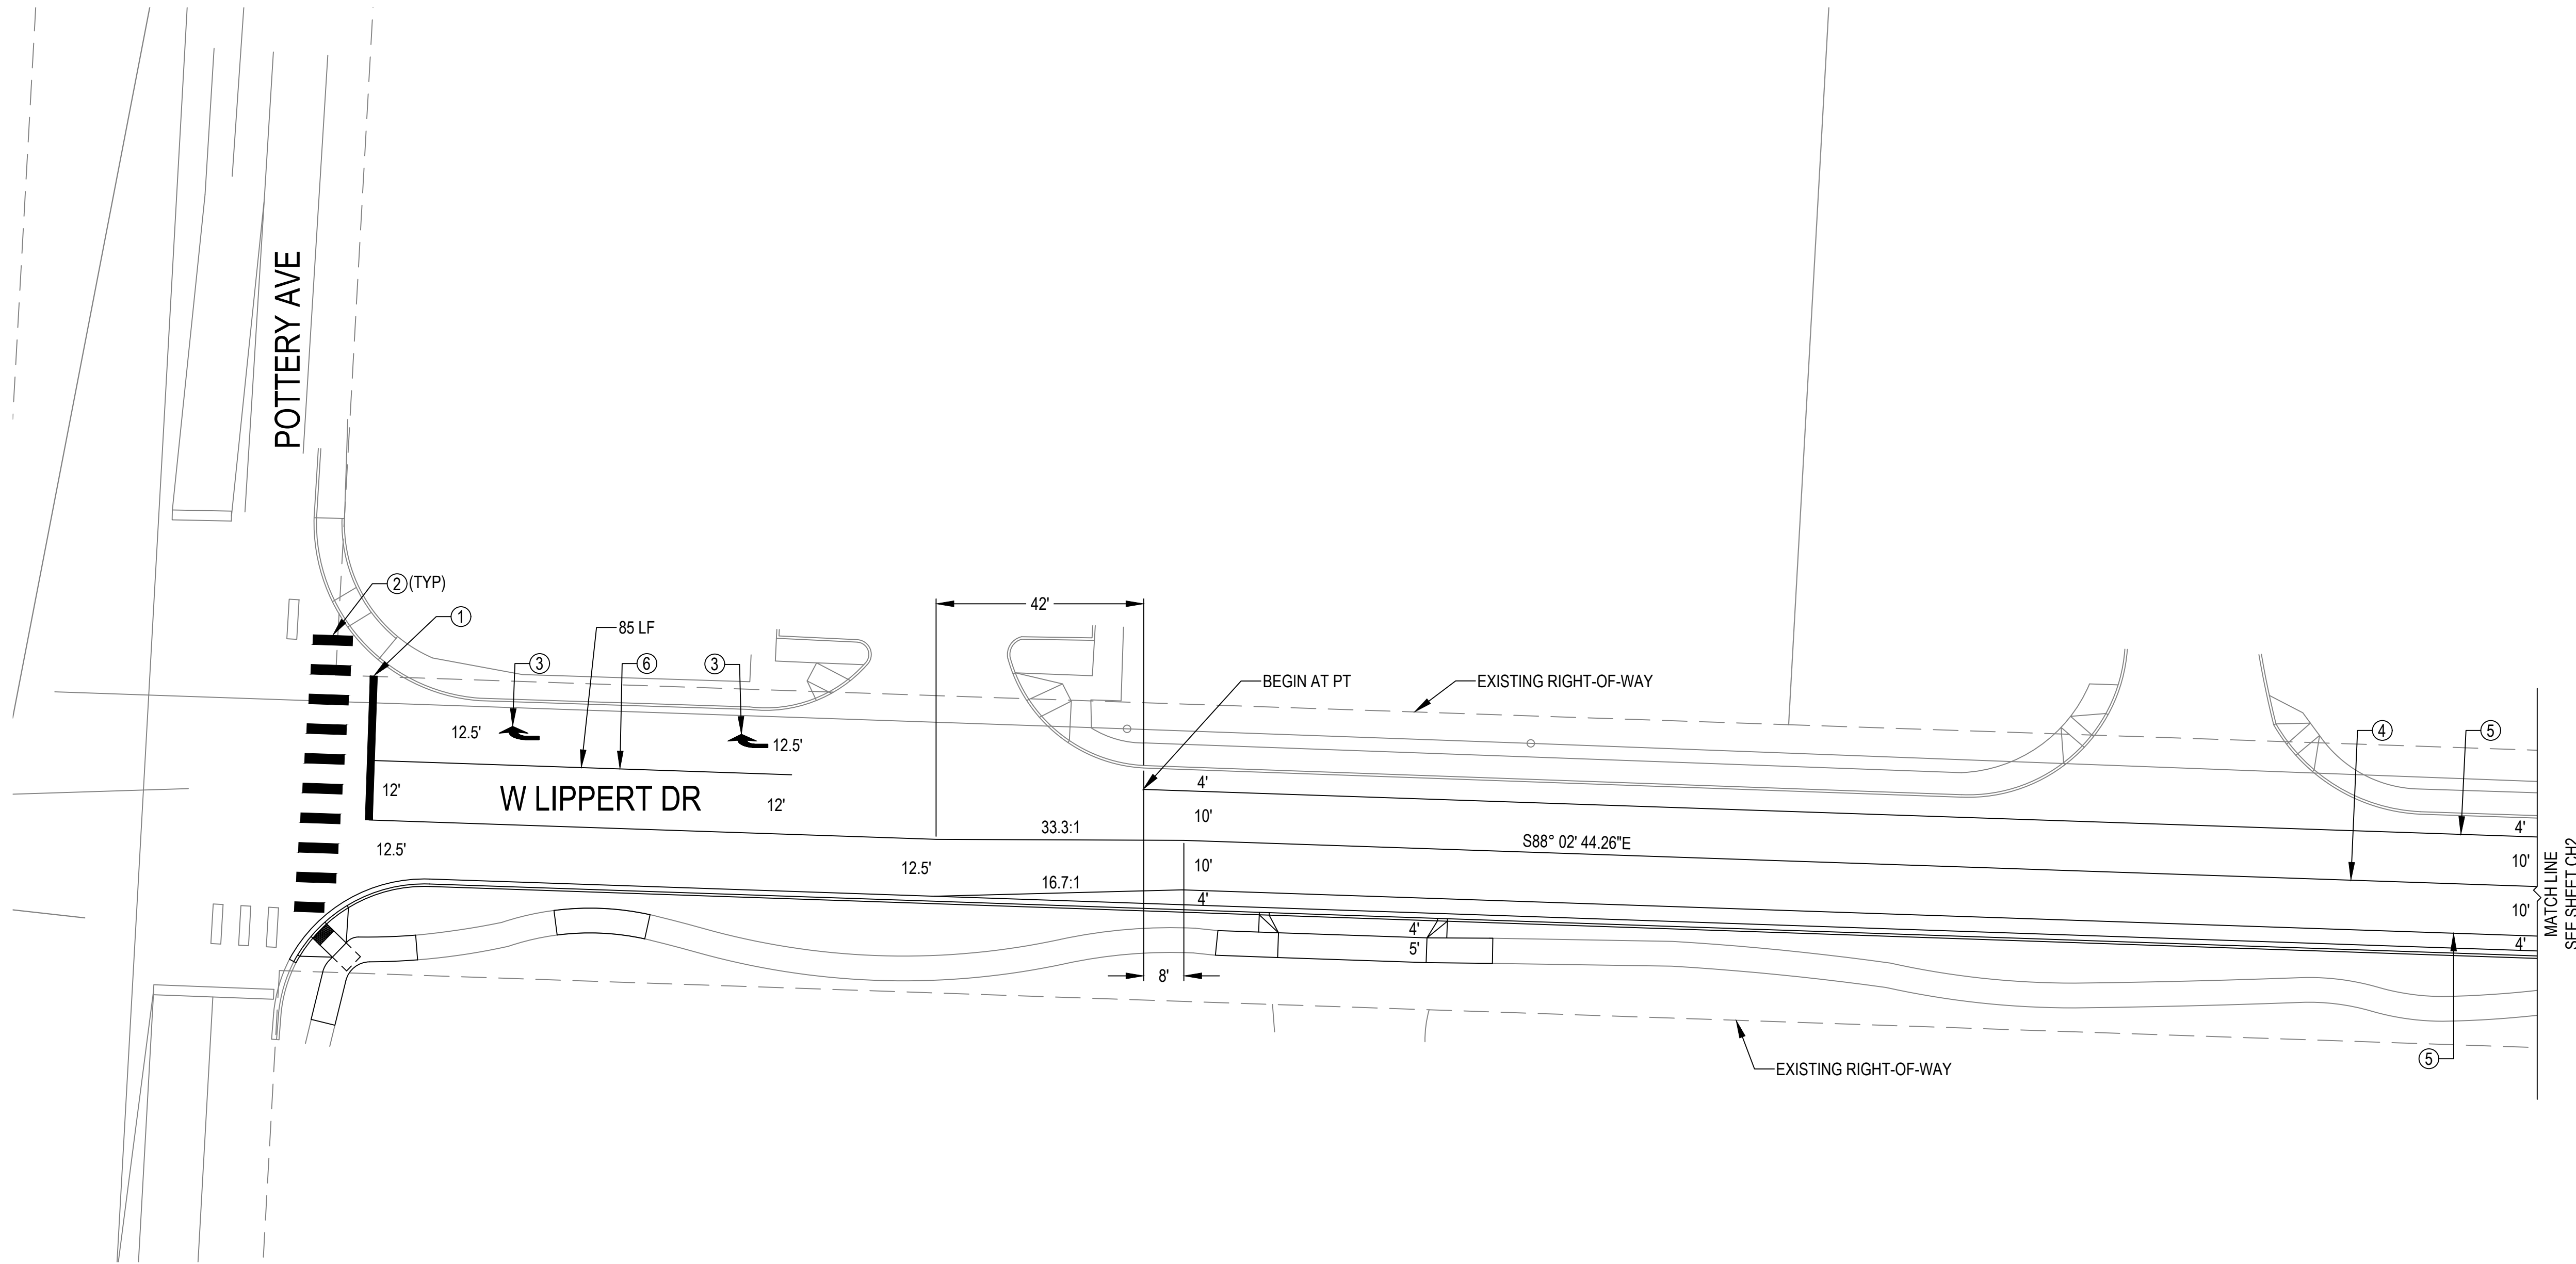 POTTERY AVE
2 (TYP)
1
85 LF
3
6
3
42'
BEGIN AT PT
EXISTING RIGHT-OF-WAY
12.5'
12.5'
4
5
12'
W LIPPERT DR
12'
4'
10'
33.3:1
S88° 02' 44.26"E
4'
12.5'
12.5'
10'
10'
16.7:1
4'
10'
4'
4'
5'
8'
MATCH LINE
SEE SHEET CH2
5
EXISTING RIGHT-OF-WAY